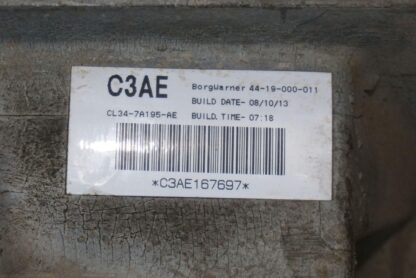 C3AE
BorgWarner 44-19-000-011
BUILD DATE- 08/10/13
CL34-7A195-AE
BUILD.TIME- 07:18
*C3AE167697*